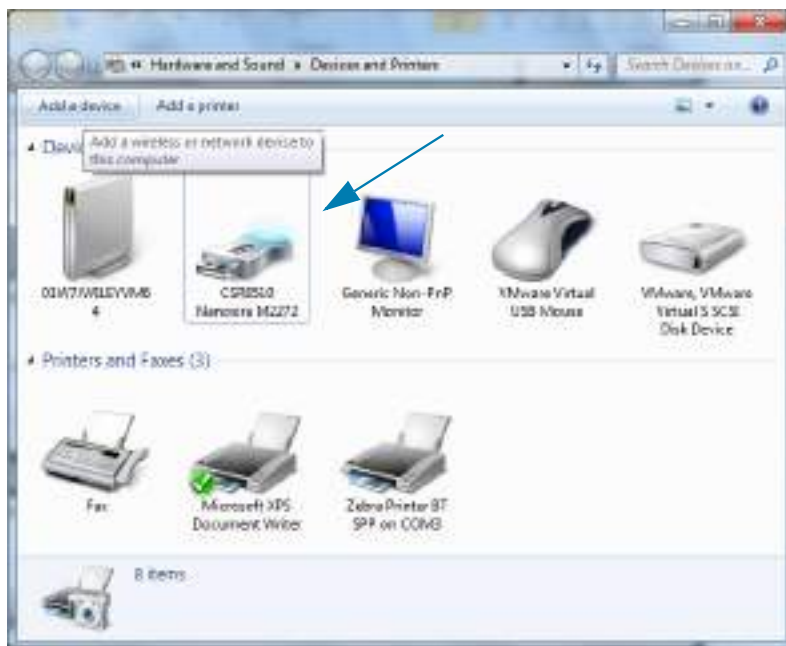 Hardware and Sound ▸ Devices and Printers
Search
Add a device Add a printer
Add a wireless or network device to
this computer
CSR8510
Nanosira M2272
Generic Non-PnP
Monitor
VMware Virtual
USB Mouse
VMware, VMware
Virtual S SCSI
Disk Device
Printers and Faxes (3)
Fax
Microsoft XPS
Document Writer
Zebra Printer BT
SPP on COM3
8 items